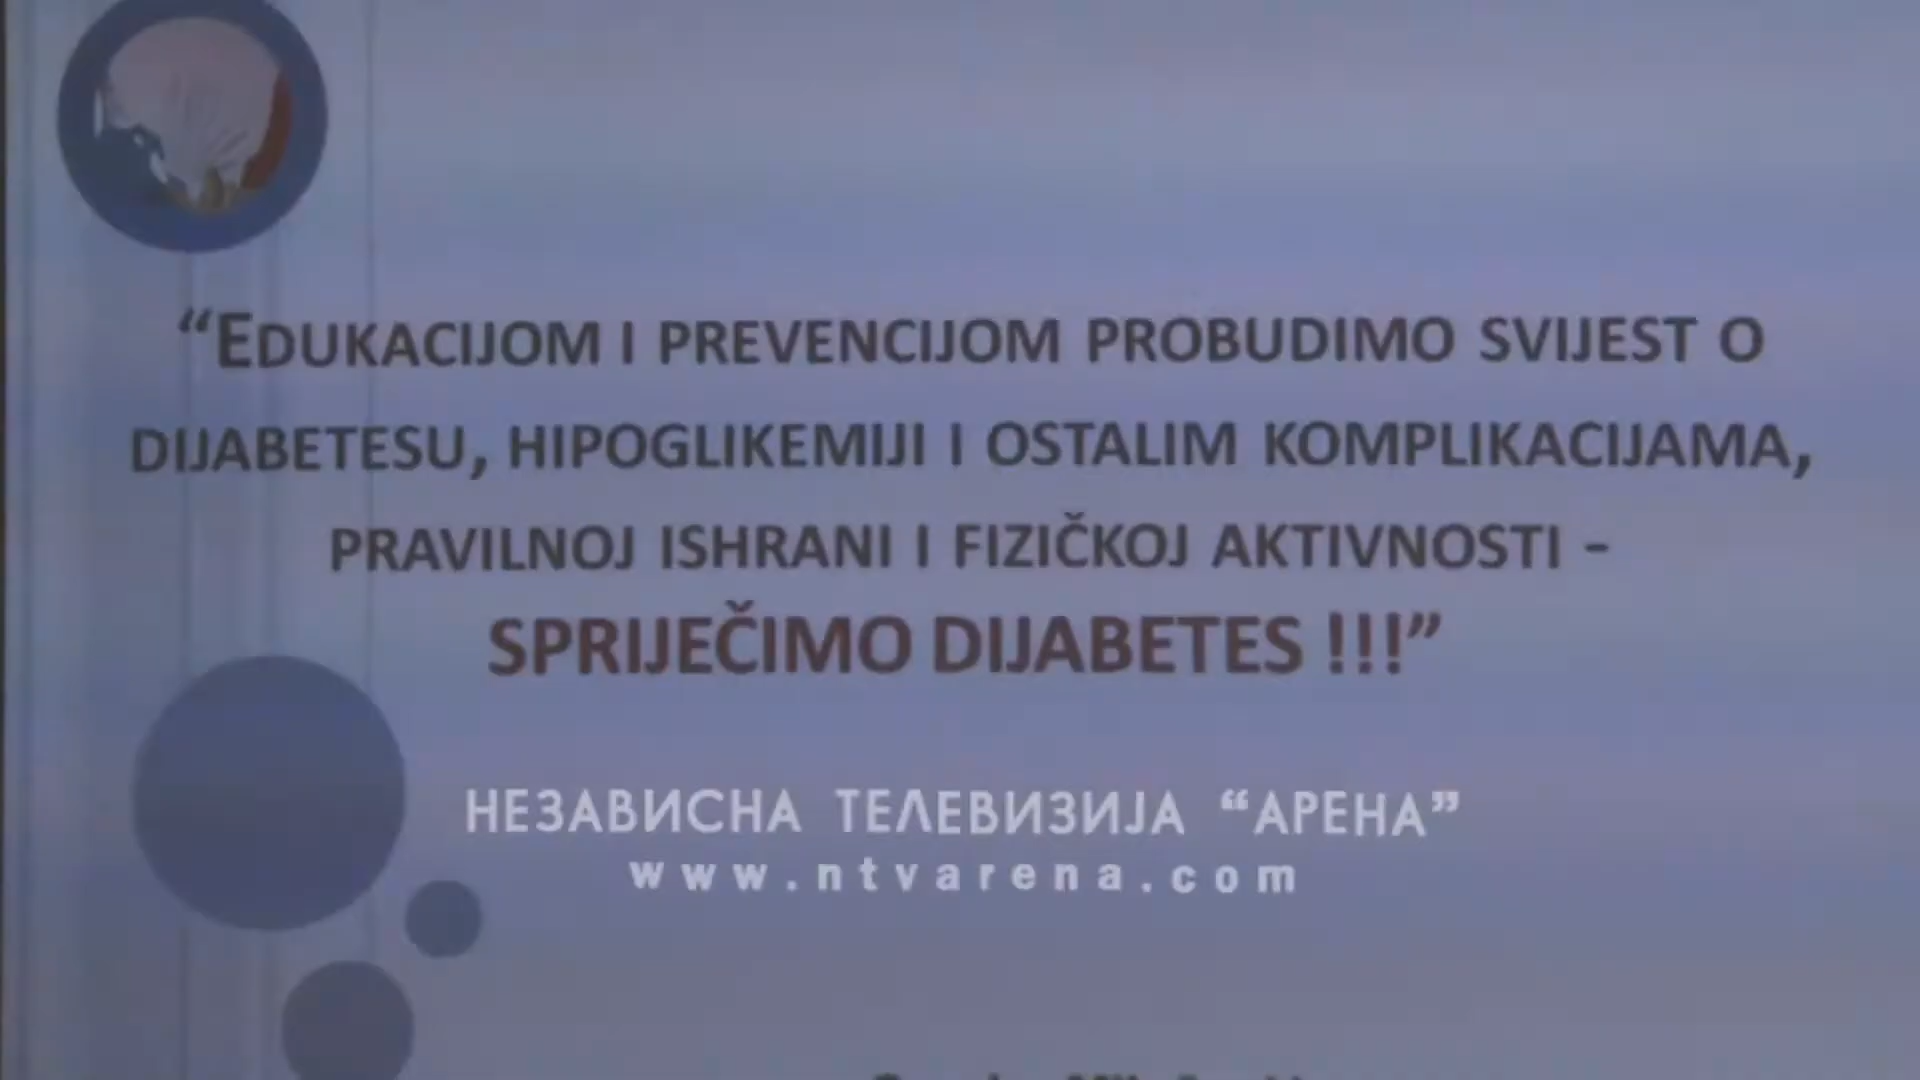 “EDUKACIJOM I PREVENCIJOM PROBUDIMO SVIJEST O
DIJABETESU, HIPOGLIKEMIJI I OSTALIM KOMPLIKACIJAMA,
PRAVILNOJ ISHRANI I FIZIČKOJ AKTIVNOSTI -
SPRIJEČIMO DIJABETES !!!”
НЕЗАВИСНА ТЕЛЕВИЗИЈА “АРЕНА”
www.ntvarena.com